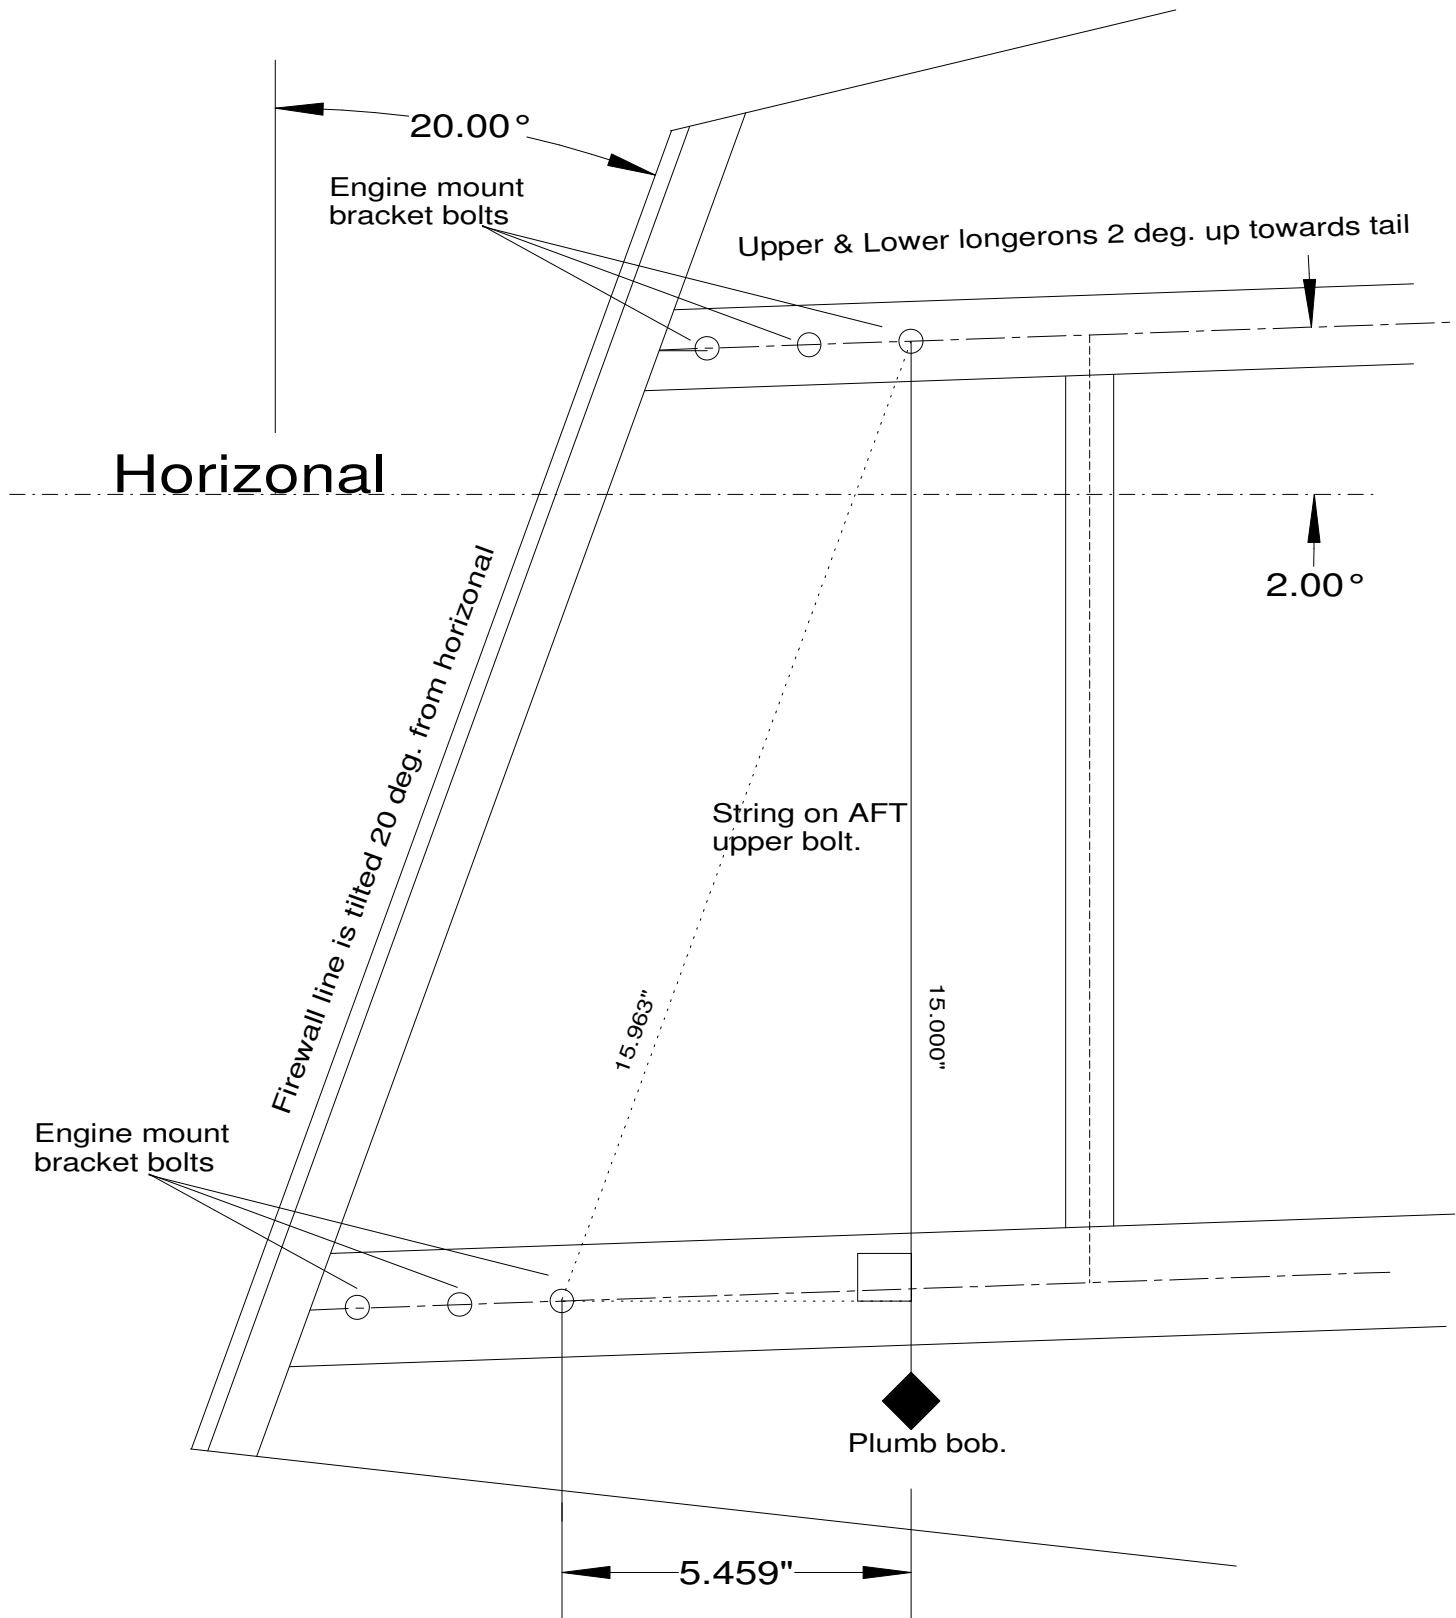 20.00°
Engine mount
bracket bolts
Upper & Lower longerons 2 deg. up towards tail
Horizonal
2.00°
Firewall line is tilted 20 deg. from horizonal
String on AFT
upper bolt.
15.963"
15.000"
Engine mount
bracket bolts
Plumb bob.
5.459"